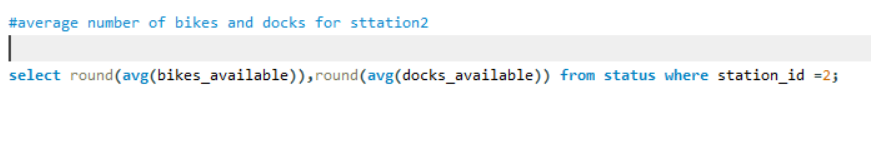 #average number of bikes and docks for sttation2
select round(avg(bikes_available)),round(avg(docks_available)) from status where station_id =2;